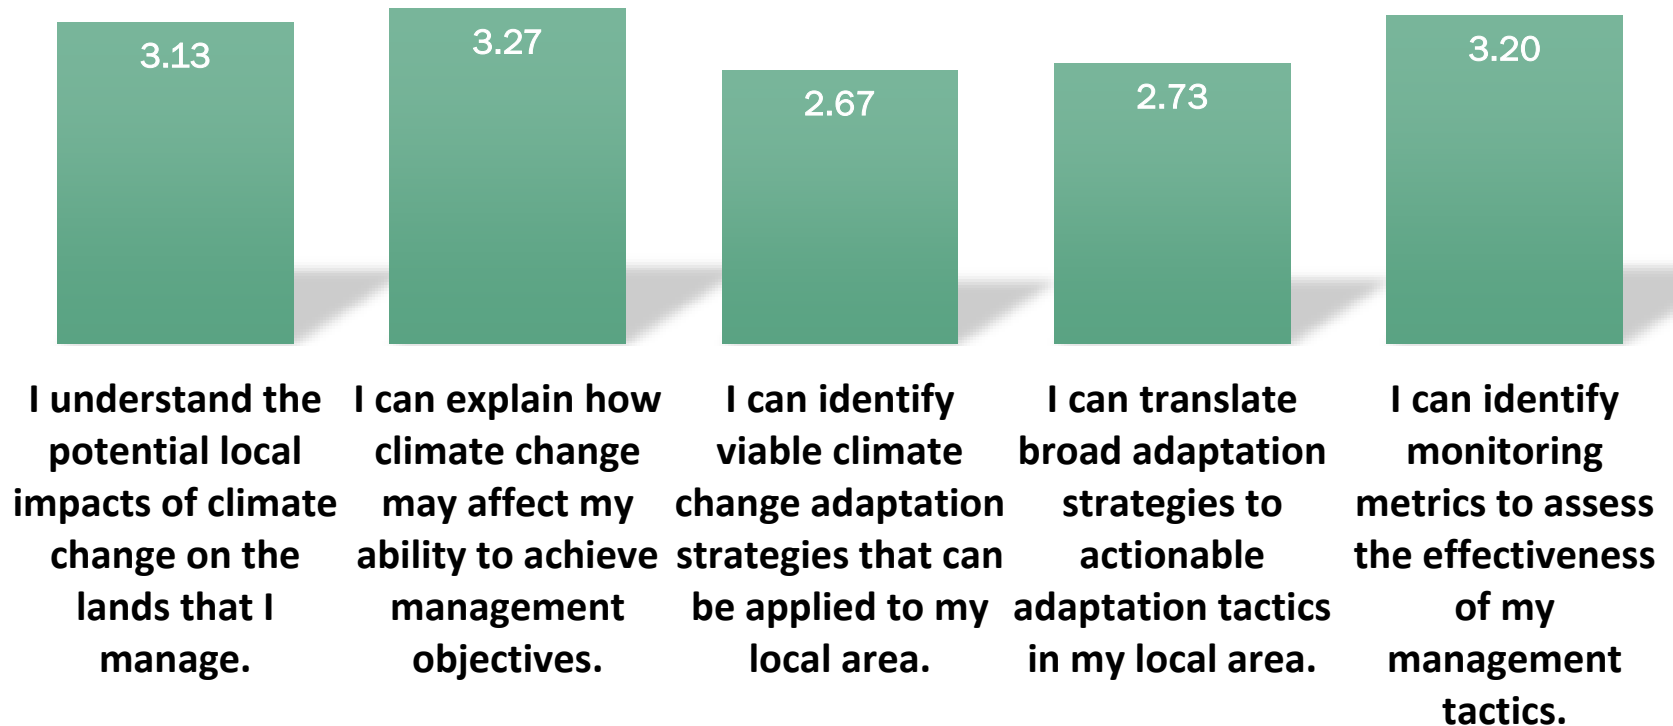 3.13
3.27
2.67
2.73
3.20
I understand the
potential local
impacts of climate
change on the
lands that I
manage.
I can explain how
climate change
may affect my
ability to achieve
management
objectives.
I can identify
viable climate
change adaptation
strategies that can
be applied to my
local area.
I can translate
broad adaptation
strategies to
actionable
adaptation tactics
in my local area.
I can identify
monitoring
metrics to assess
the effectiveness
of my
management
tactics.